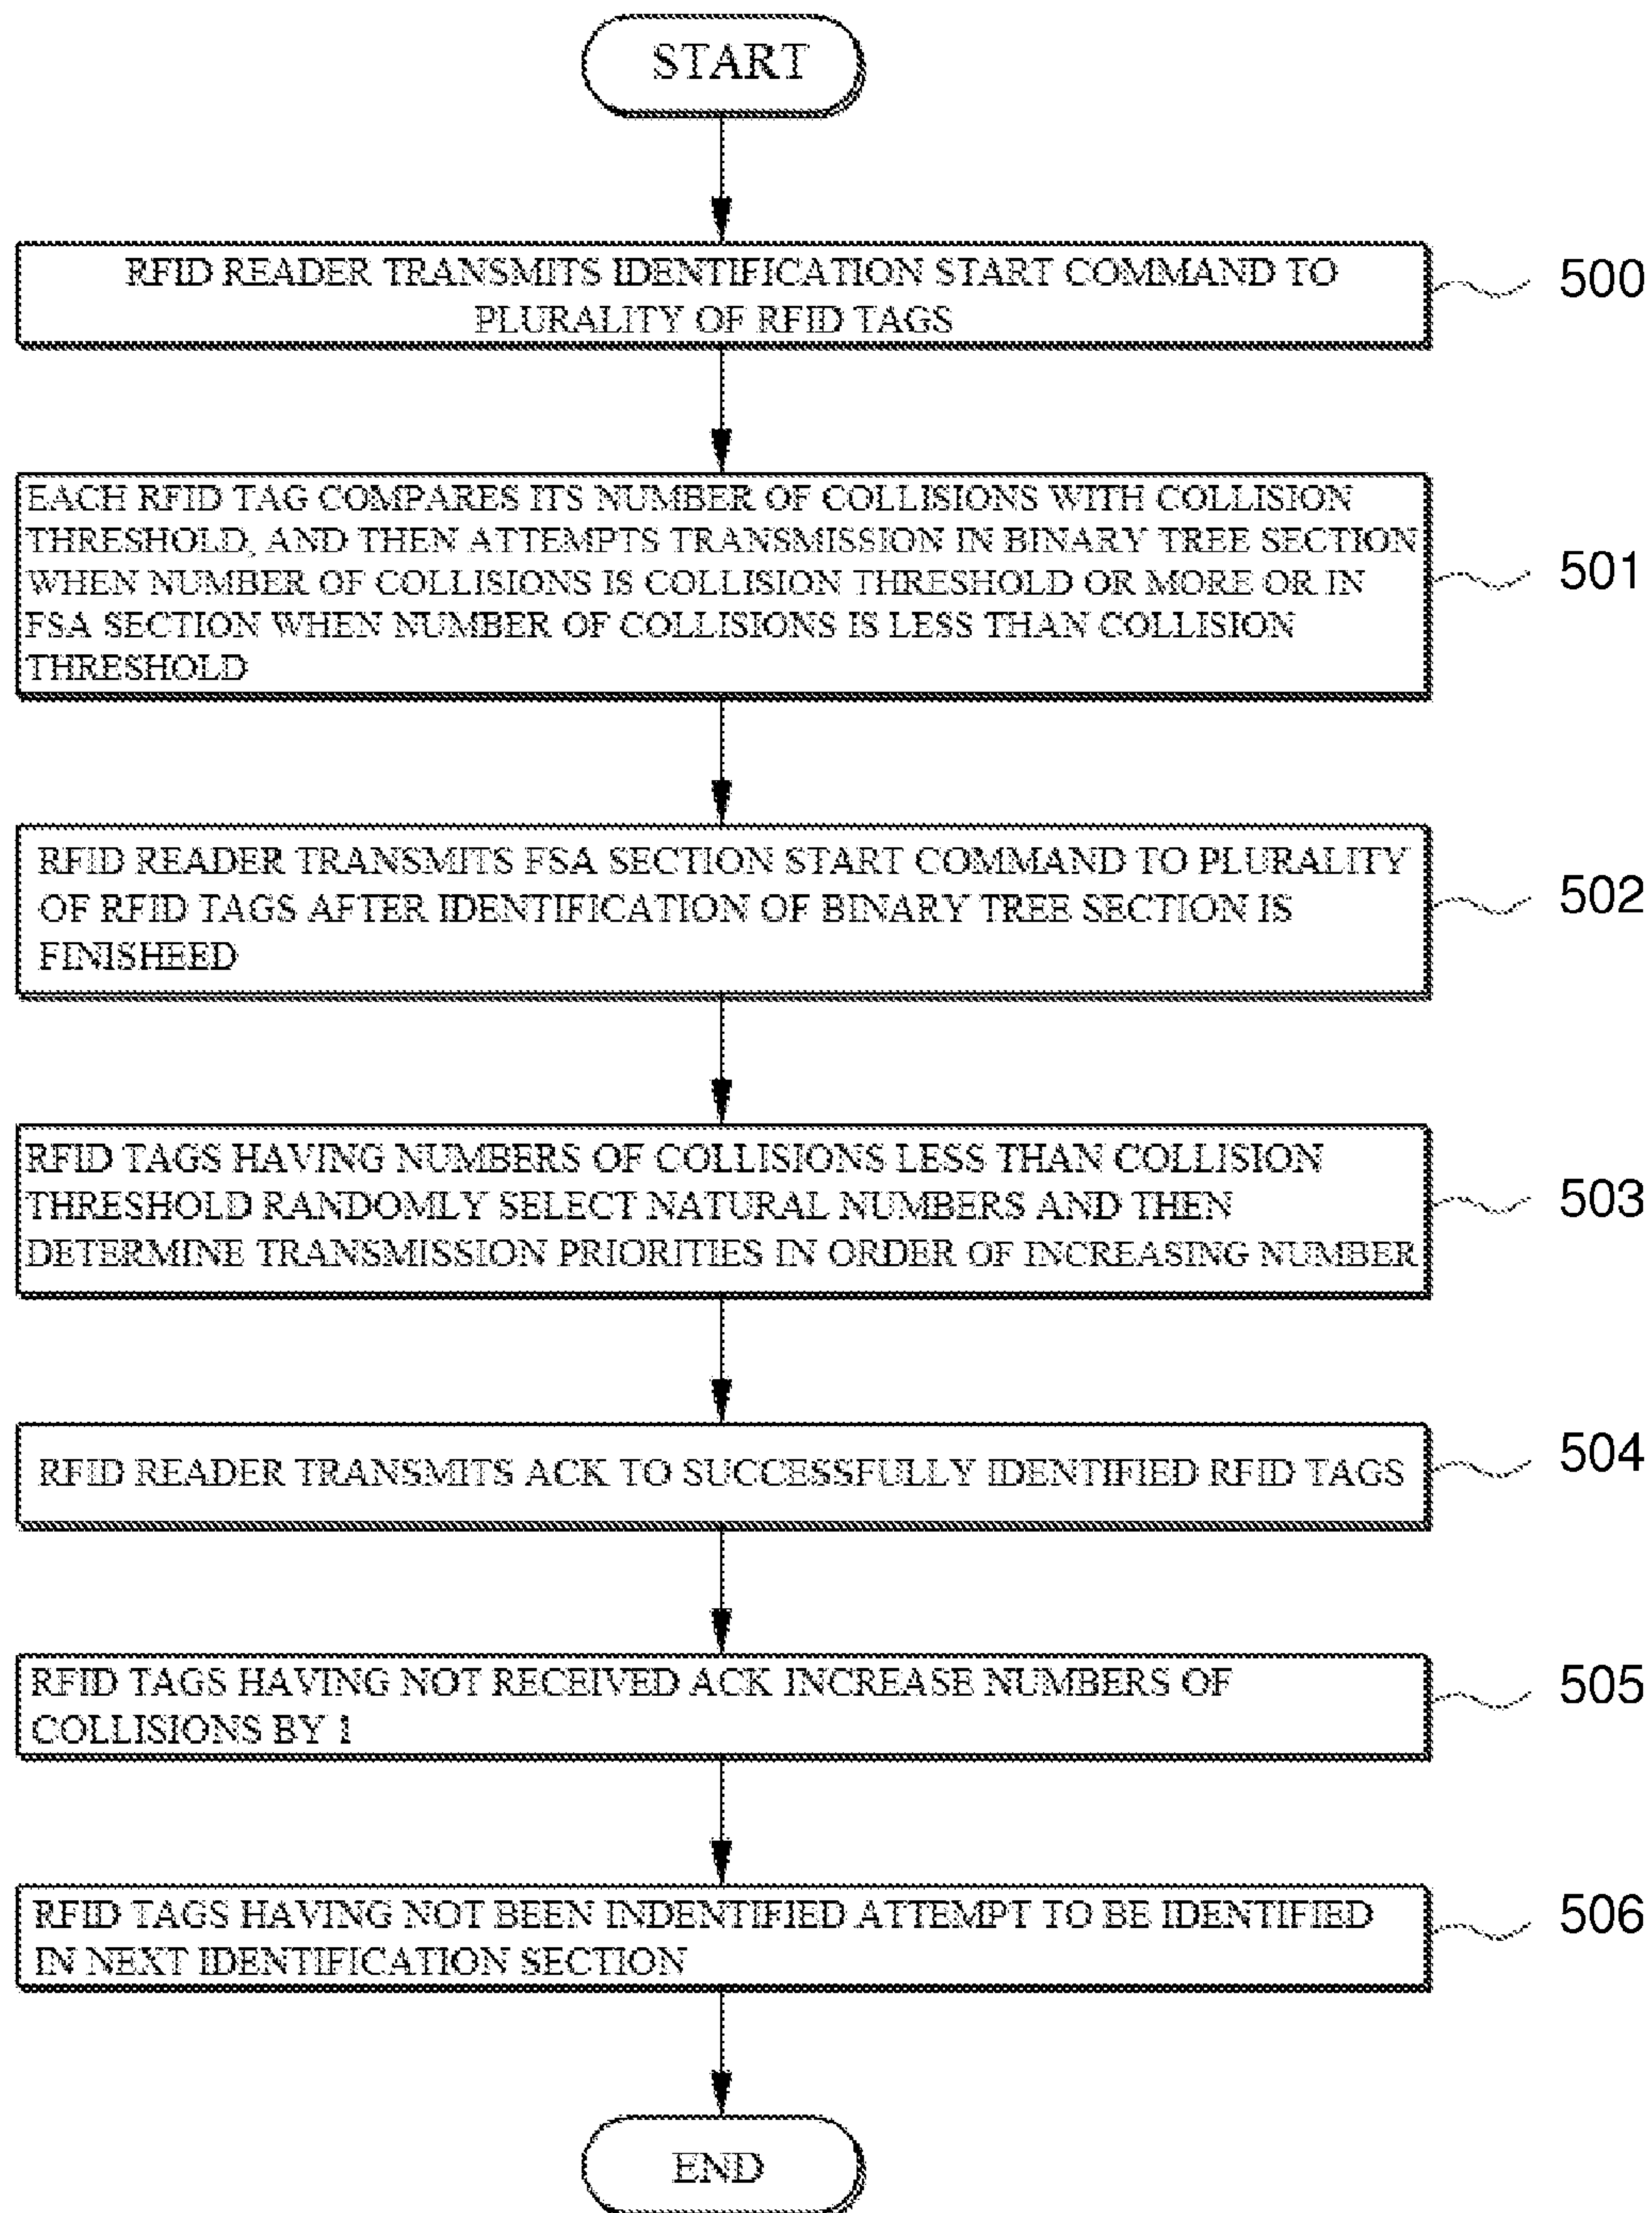 START
RFID READER TRANSMITS IDENTIFICATION START COMMAND TO
PLURALITY OF RFID TAGS
500
EACH RFID TAG COMPARES ITS NUMBER OF COLLISIONS WITH COLLISION
THRESHOLD, AND THEN ATTEMPTS TRANSMISSION IN BINARY TREE SECTION
WHEN NUMBER OF COLLISIONS IS COLLISION THRESHOLD OR MORE OR IN
FSA SECTION WHEN NUMBER OF COLLISIONS IS LESS THAN COLLISION
THRESHOLD
501
RFID READER TRANSMITS FSA SECTION START COMMAND TO PLURALITY
OF RFID TAGS AFTER IDENTIFICATION OF BINARY TREE SECTION IS
FINISHEED
502
RFID TAGS HAVING NUMBERS OF COLLISIONS LESS THAN COLLISION
THRESHOLD RANDOMLY SELECT NATURAL NUMBERS AND THEN
DETERMINE TRANSMISSION PRIORITIES IN ORDER OF INCREASING NUMBER
503
RFID READER TRANSMITS ACK TO SUCCESSFULLY IDENTIFIED RFID TAGS
504
RFID TAGS HAVING NOT RECEIVED ACK INCREASE NUMBERS OF
COLLISIONS BY 1
505
RFID TAGS HAVING NOT BEEN INDENTIFIED ATTEMPT TO BE IDENTIFIED
IN NEXT IDENTIFICATION SECTION
506
END